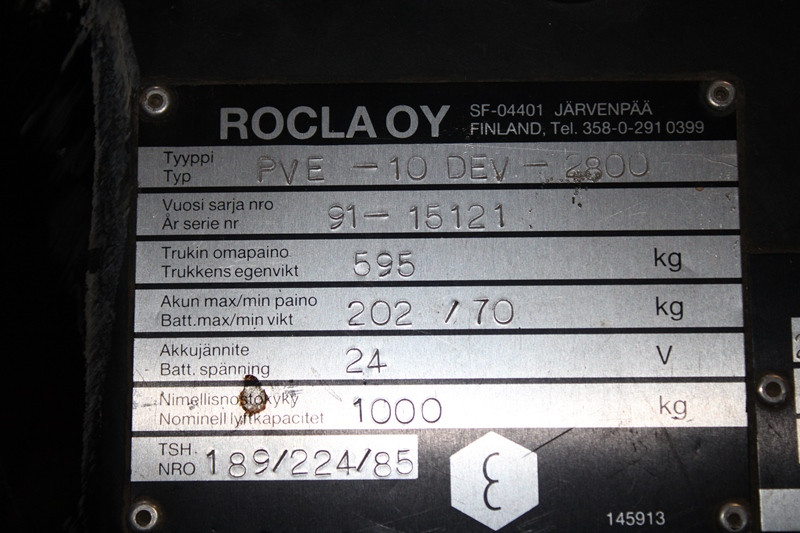 ROCLA OY
SF-04401 JÄRVENPÄÄ
FINLAND, Tel. 358-0-291 0399
Tyyppi
Typ
PVE - 10 DEV - 2800
Vuosi sarja nro
År serie nr
91- 15121
Trukin omapaino
Trukkens egenvikt
595
kg
Akun max/min paino
Batt.max/min vikt
202 / 70
kg
Akkujännite
Batt. spänning
24
V
Nimellisnostokyky
Nominell lyftkapacitet
1000
kg
TSH.
NRO
189/224/85
ε
145913